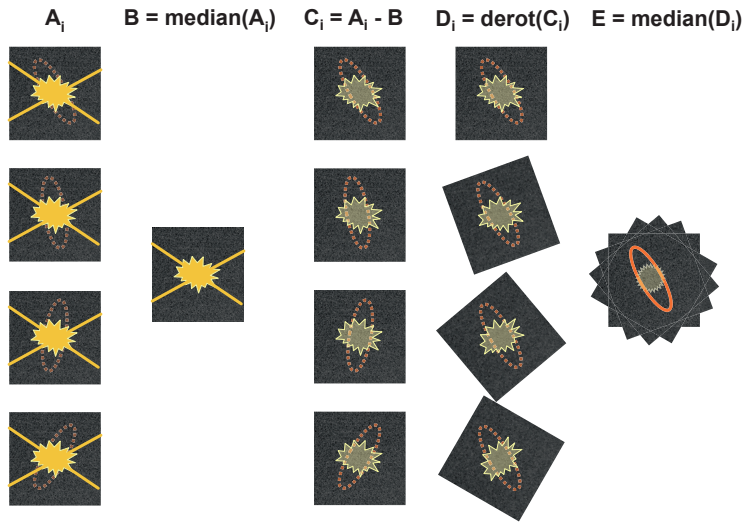 Aᵢ B = median(Aᵢ) Cᵢ = Aᵢ - B Dᵢ = derot(Cᵢ) E = median(Dᵢ)